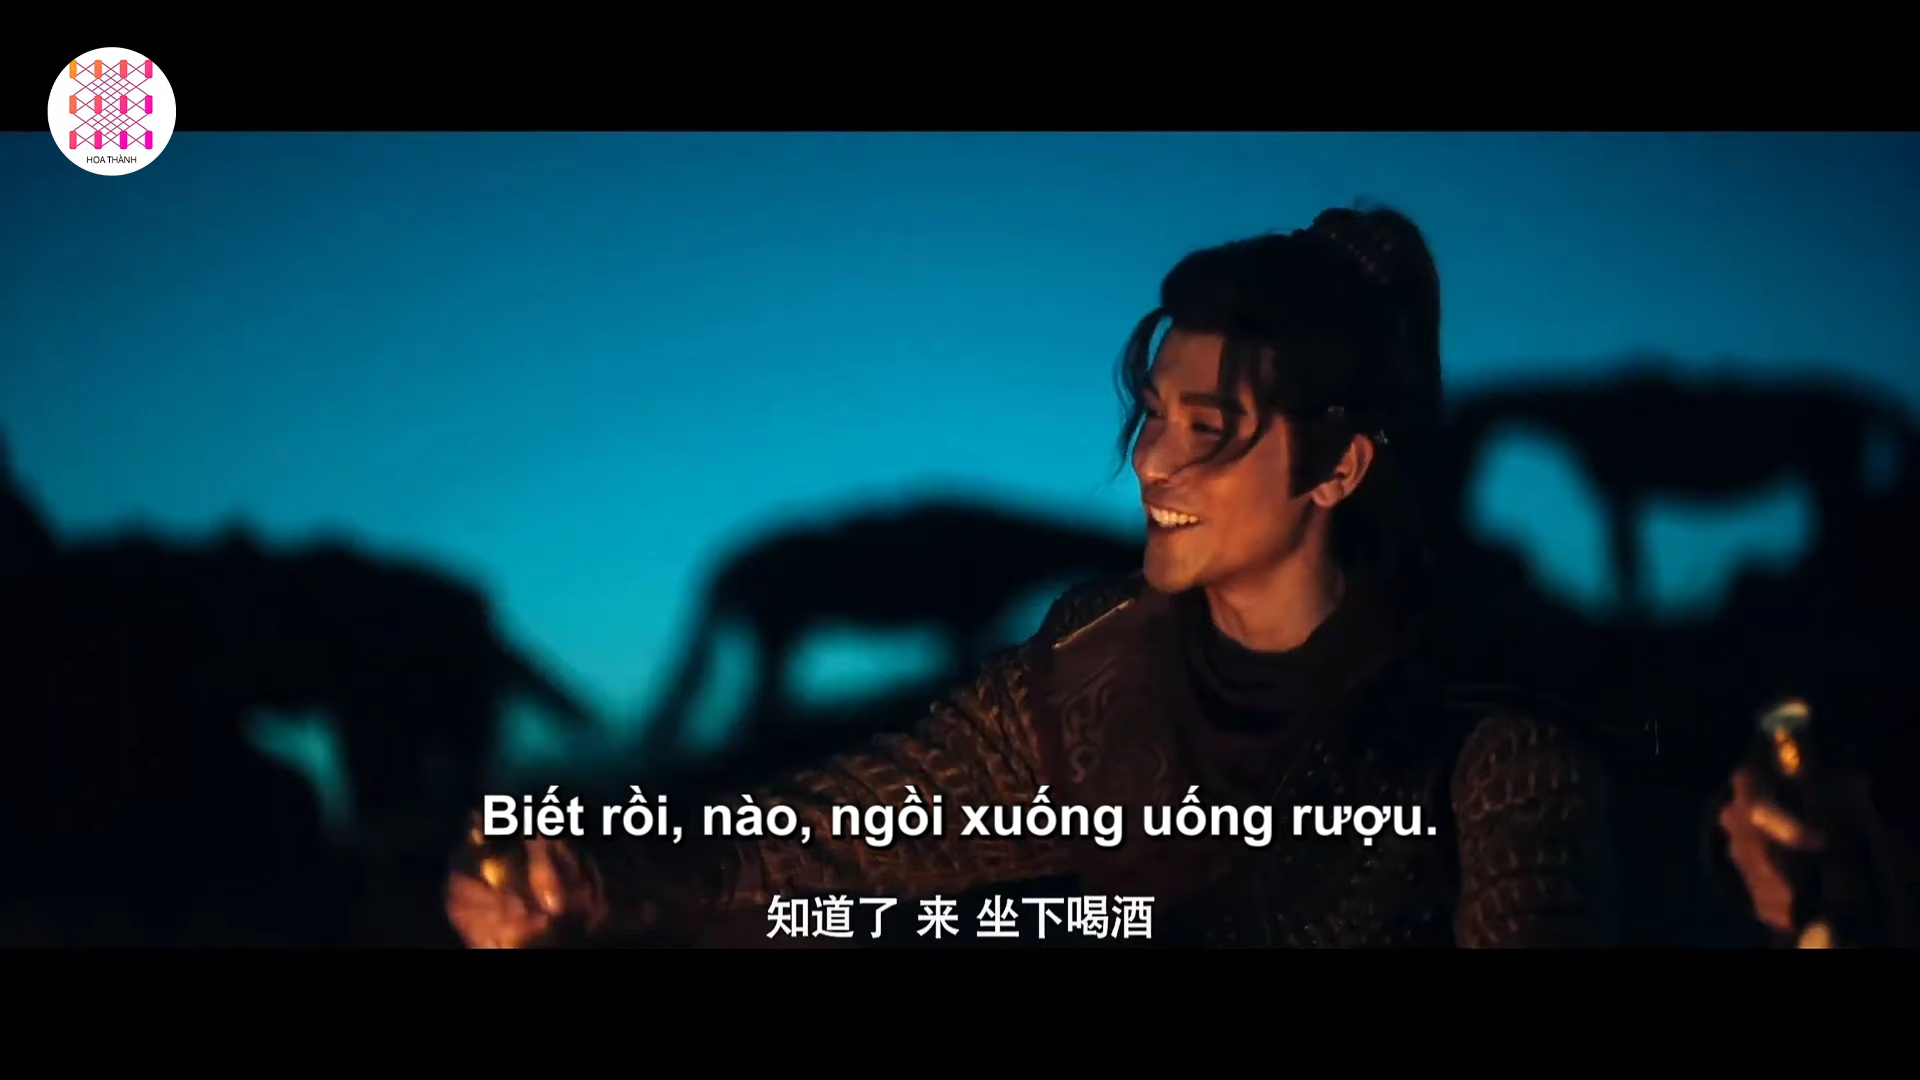 HOA THÀNH
Biết rồi, nào, ngồi xuống uống rượu.
知道了 来 坐下喝酒